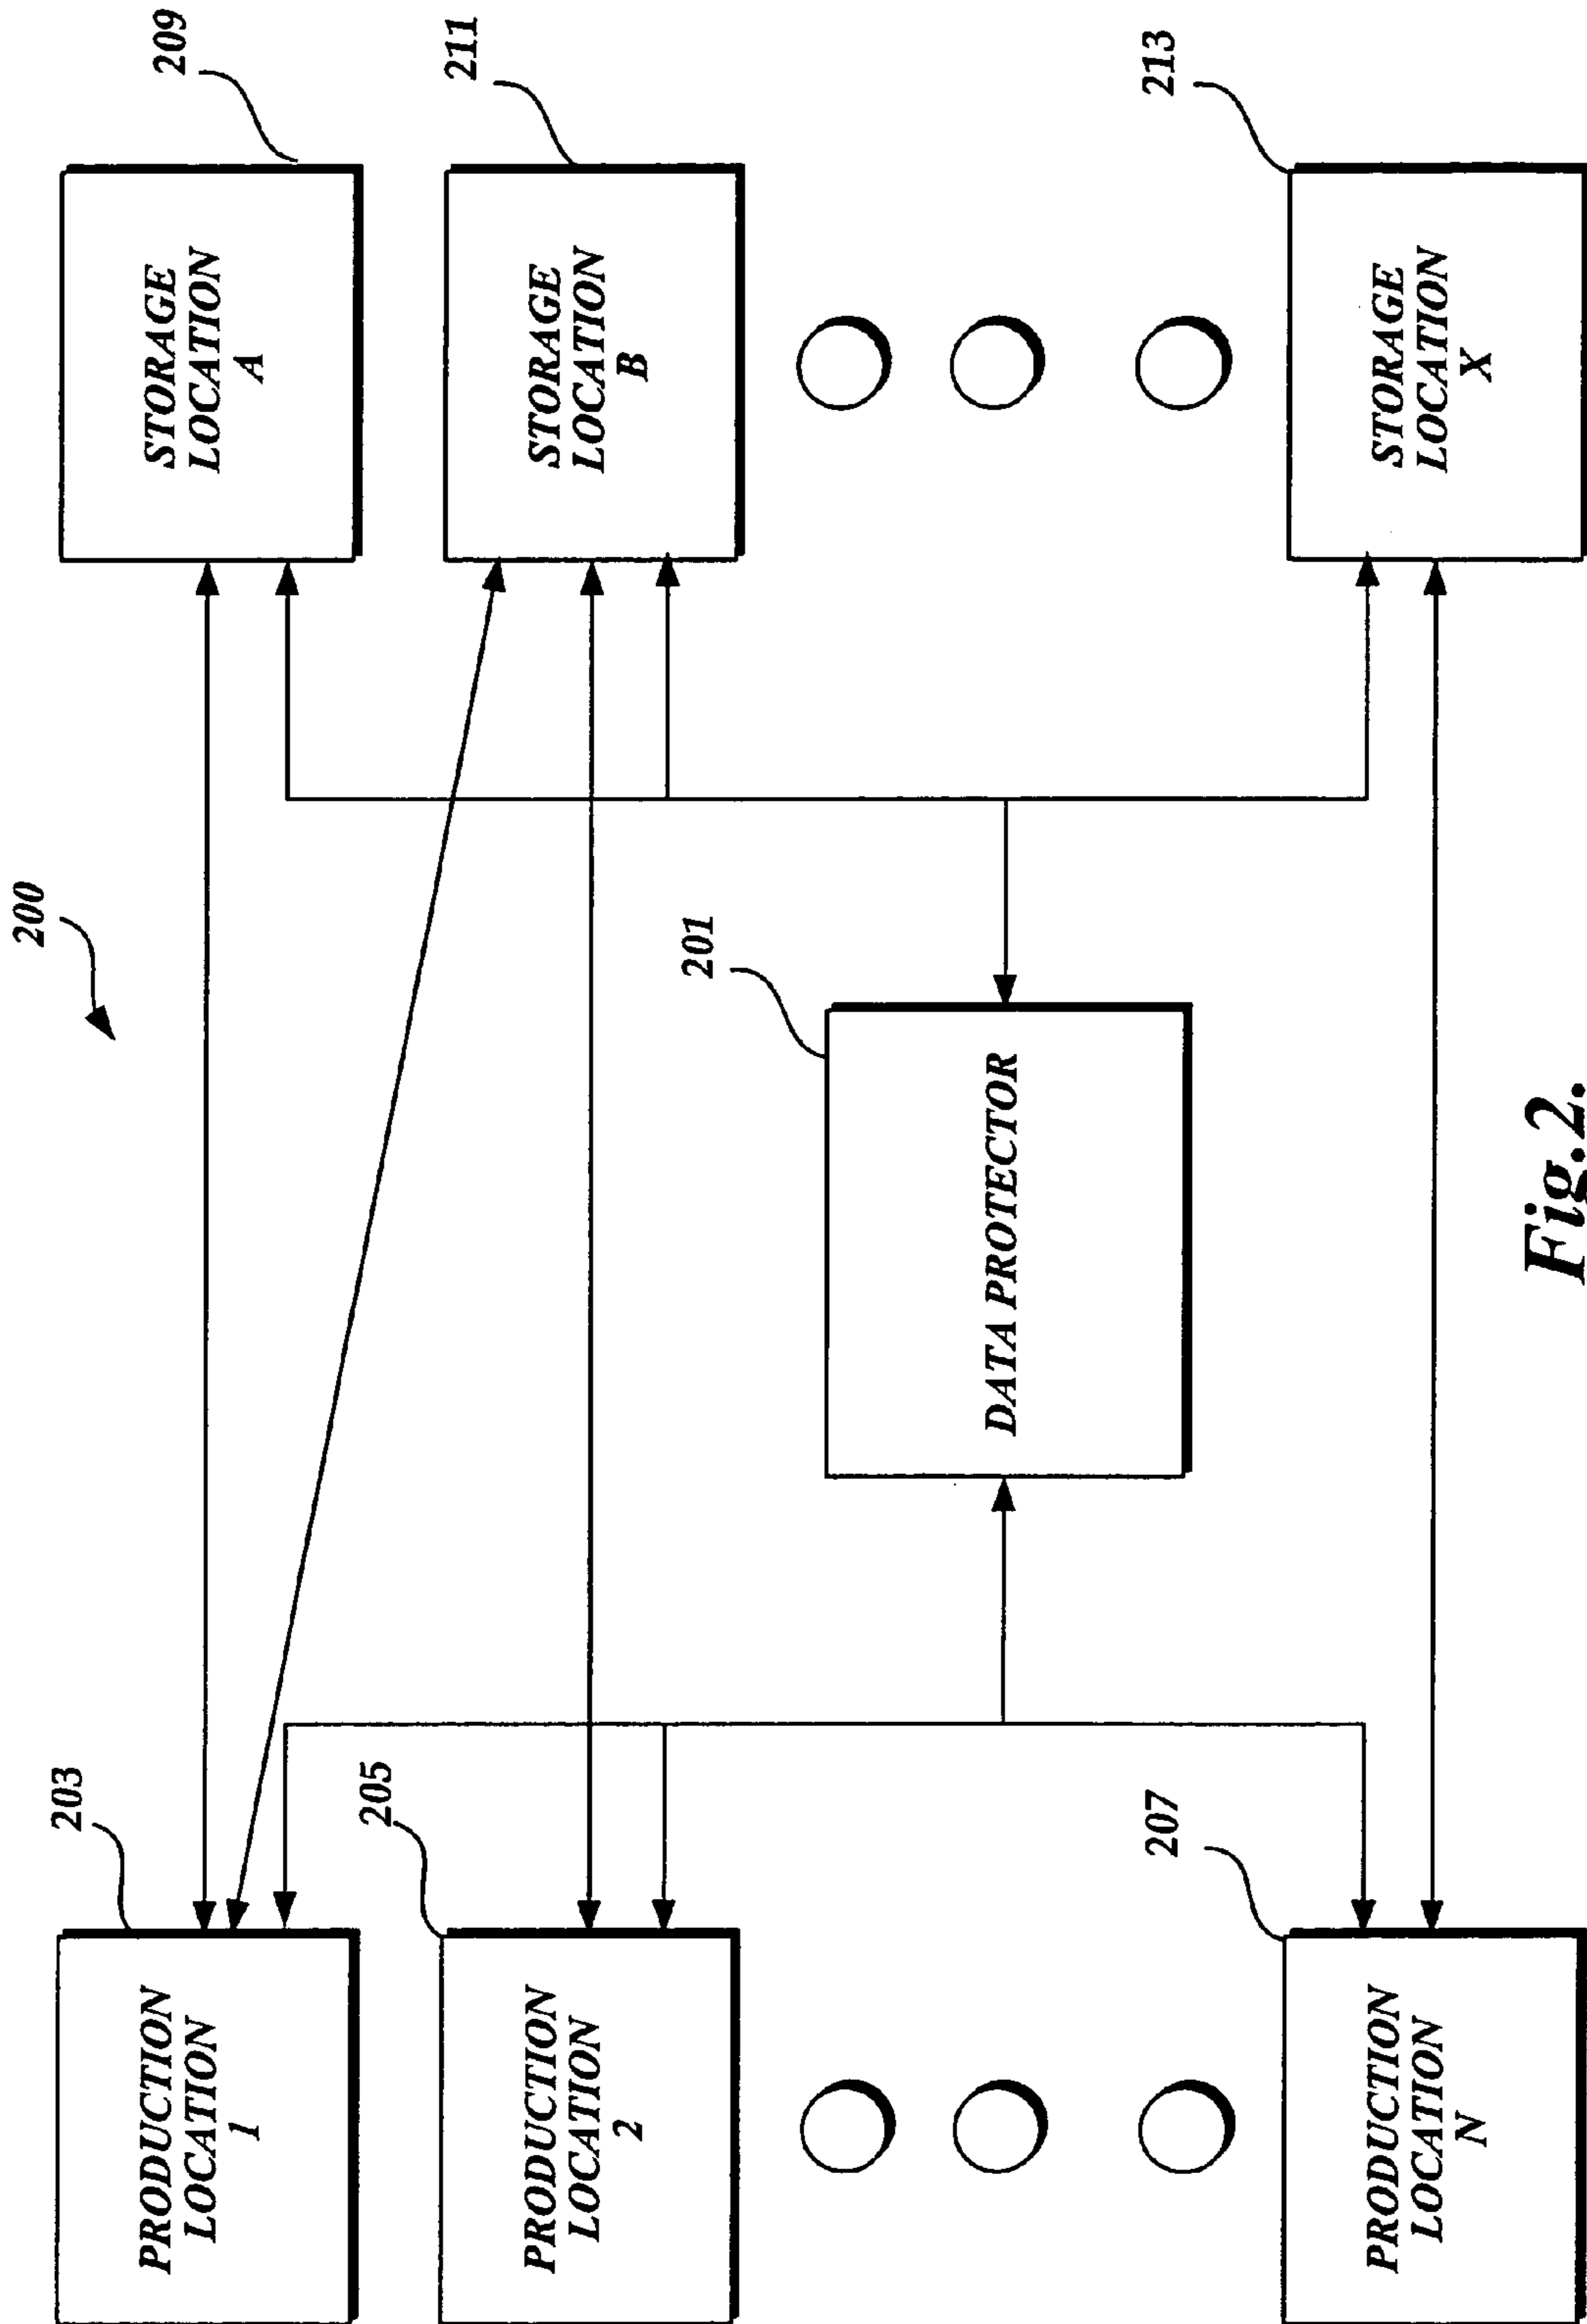 200
203
PRODUCTION
LOCATION
1
209
STORAGE
LOCATION
A
205
PRODUCTION
LOCATION
2
211
STORAGE
LOCATION
B
201
DATA PROTECTOR
207
PRODUCTION
LOCATION
N
213
STORAGE
LOCATION
X
Fig.2.